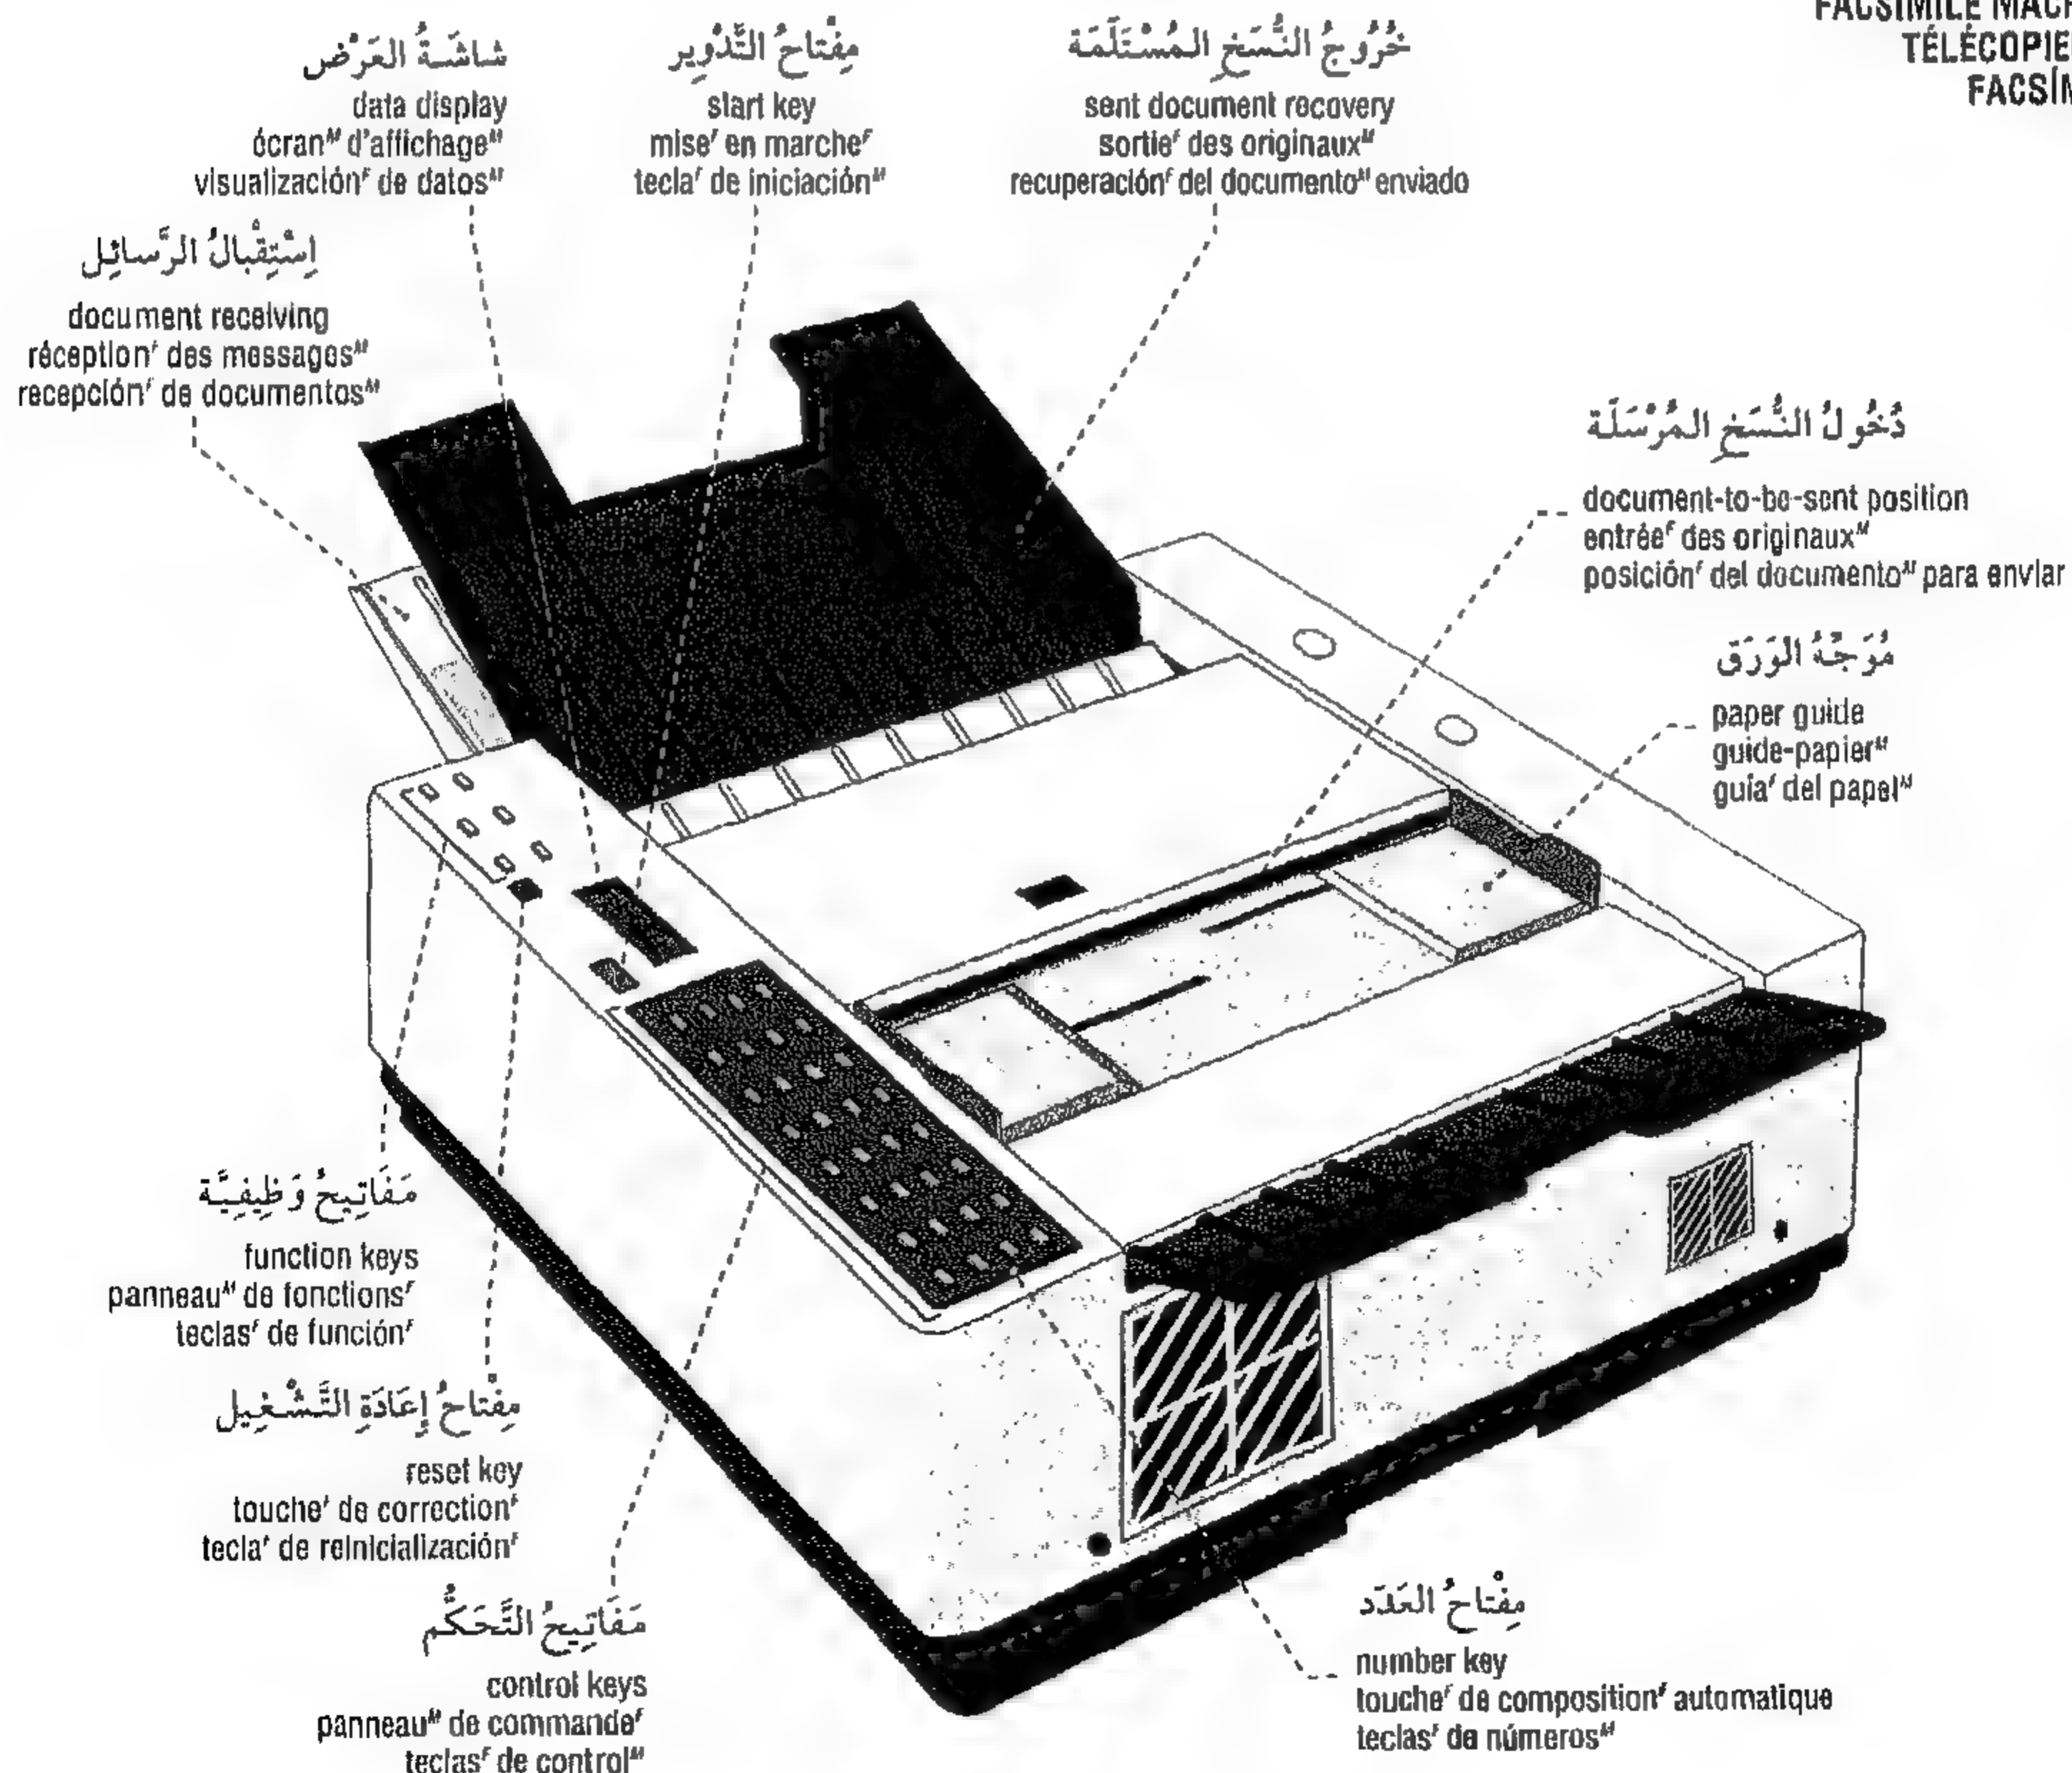 FACSIMILE MACH
TÉLÉCOPIE
FACSÍM
شاشَةُ العَرْض
data display
écranᴹ d'affichageᴹ
visualizaciónᶠ de datosᴹ
مِفْتاحُ التَّدْوِير
start key
miseᶠ en marcheᶠ
teclaᶠ de iniciaciónᴹ
خُرُوجُ النُّسَخِ المُسْتَلَمَة
sent document recovery
sortieᶠ des originauxᴹ
recuperaciónᶠ del documentoᴹ enviado
اِسْتِقْبالُ الرَّسائِل
document receiving
réceptionᶠ des messagesᴹ
recepciónᶠ de documentosᴹ
دُخُولُ النُّسَخِ المُرْسَلَة
document-to-be-sent position
entréeᶠ des originauxᴹ
posiciónᶠ del documentoᴹ para enviar
مُوَجِّهُ الوَرَق
paper guide
guide-papierᴹ
guíaᶠ del papelᴹ
مَفَاتِيحُ وَظِيفِيَّة
function keys
panneauᴹ de fonctionsᶠ
teclasᶠ de funciónᶠ
مِفْتاحُ إِعَادَةِ التَّشْغِيل
reset key
toucheᶠ de correctionᶠ
teclaᶠ de reinicializaciónᶠ
مَفَاتِيحُ التَّحَكُّم
control keys
panneauᴹ de commandeᶠ
teclasᶠ de controlᴹ
مِفْتاحُ العَدَد
number key
toucheᶠ de compositionᶠ automatique
teclasᶠ de númerosᴹ